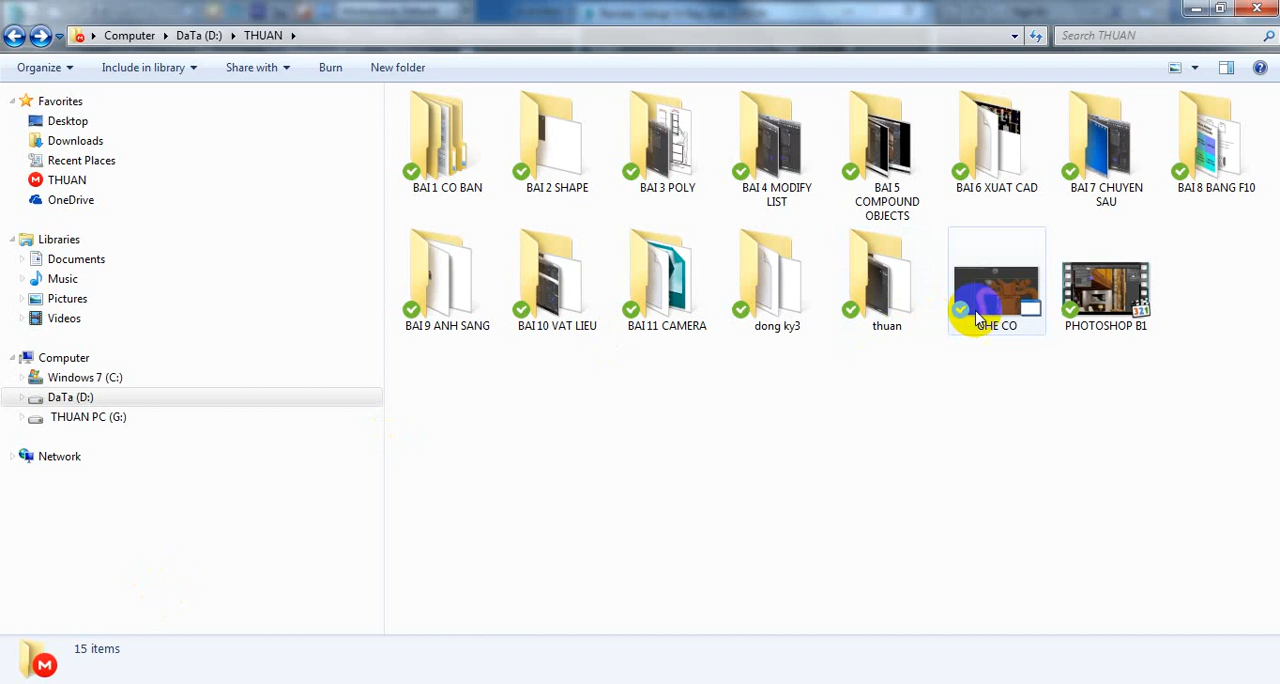 Computer
DaTa (D:)
THUAN
Search THUAN
Organize
Include in library
Share with
Burn
New folder
Favorites
Desktop
Downloads
Recent Places
THUAN
OneDrive
Libraries
Documents
Music
Pictures
Videos
Computer
Windows 7 (C:)
DaTa (D:)
THUAN PC (G:)
Network
BAI 1 CO BAN
BAI 2 SHAPE
BAI 3 POLY
BAI 4 MODIFY
LIST
BAI 5
COMPOUND
OBJECTS
BAI 6 XUAT CAD
BAI 7 CHUYEN
SAU
BAI 8 BANG F10
BAI 9 ANH SANG
BAI 10 VAT LIEU
BAI 11 CAMERA
dong ky3
thuan
CO
PHOTOSHOP B1
321
15 items
M